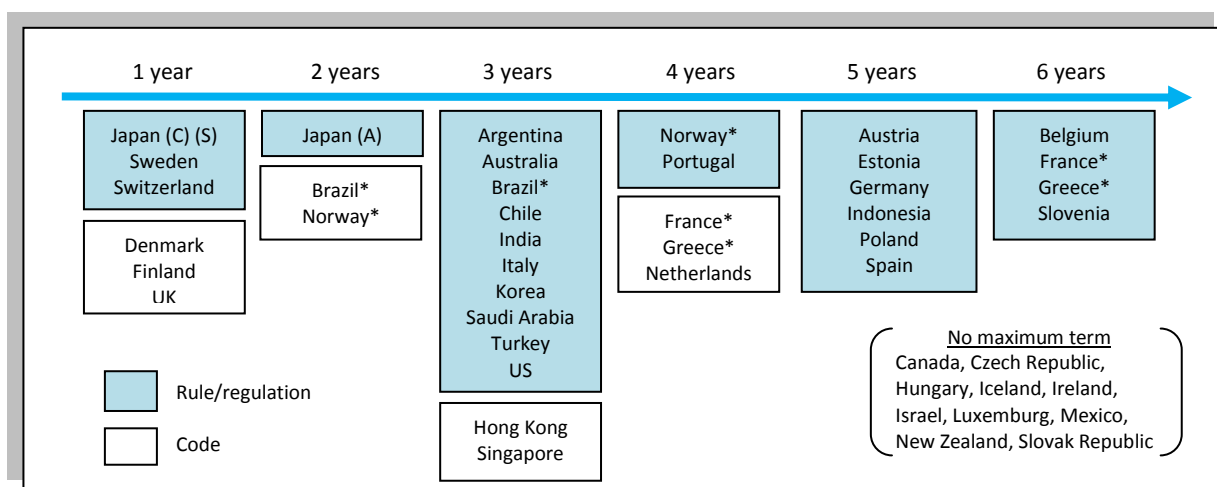 1 year
2 years
3 years
4 years
5 years
6 years
Japan (C) (S)
Sweden
Switzerland
Denmark
Finland
UK
Japan (A)
Brazil*
Norway*
Argentina
Australia
Brazil*
Chile
India
Italy
Korea
Saudi Arabia
Turkey
US
Hong Kong
Singapore
Norway*
Portugal
France*
Greece*
Netherlands
Austria
Estonia
Germany
Indonesia
Poland
Spain
Belgium
France*
Greece*
Slovenia
Rule/regulation
Code
No maximum term
Canada, Czech Republic,
Hungary, Iceland, Ireland,
Israel, Luxemburg, Mexico,
New Zealand, Slovak Republic